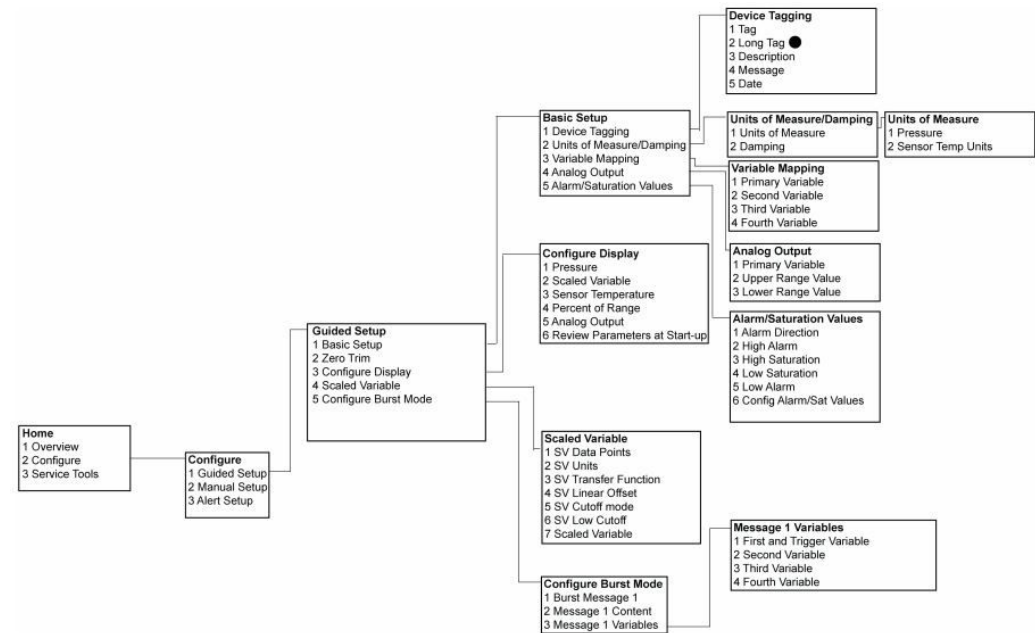 Device Tagging
1 Tag
2 Long Tag
3 Description
4 Message
5 Date
Basic Setup
1 Device Tagging
2 Units of Measure/Damping
3 Variable Mapping
4 Analog Output
5 Alarm/Saturation Values
Units of Measure/Damping
1 Units of Measure
2 Damping
Units of Measure
1 Pressure
2 Sensor Temp Units
Variable Mapping
1 Primary Variable
2 Second Variable
3 Third Variable
4 Fourth Variable
Analog Output
1 Primary Variable
2 Upper Range Value
3 Lower Range Value
Configure Display
1 Pressure
2 Scaled Variable
3 Sensor Temperature
4 Percent of Range
5 Analog Output
6 Review Parameters at Start-up
Alarm/Saturation Values
1 Alarm Direction
2 High Alarm
3 High Saturation
4 Low Saturation
5 Low Alarm
6 Config Alarm/Sat Values
Guided Setup
1 Basic Setup
2 Zero Trim
3 Configure Display
4 Scaled Variable
5 Configure Burst Mode
Home
1 Overview
2 Configure
3 Service Tools
Configure
1 Guided Setup
2 Manual Setup
3 Alert Setup
Scaled Variable
1 SV Data Points
2 SV Units
3 SV Transfer Function
4 SV Linear Offset
5 SV Cutoff mode
6 SV Low Cutoff
7 Scaled Variable
Message 1 Variables
1 First and Trigger Variable
2 Second Variable
3 Third Variable
4 Fourth Variable
Configure Burst Mode
1 Burst Message 1
2 Message 1 Content
3 Message 1 Variables